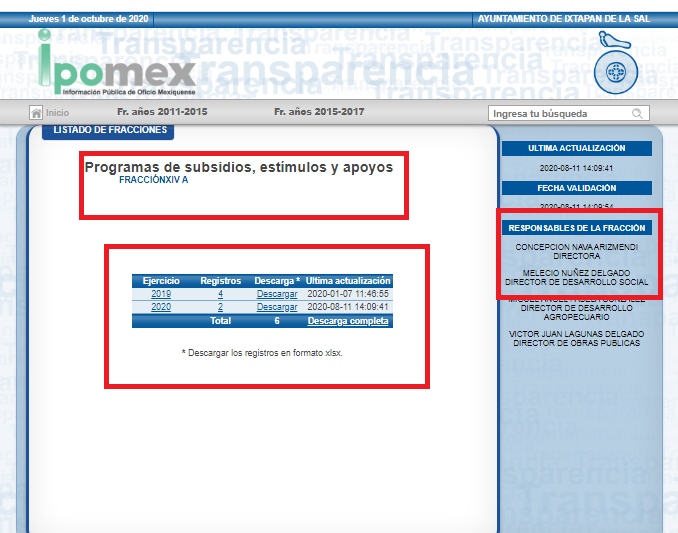 Jueves 1 de octubre de 2020
AYUNTAMIENTO DE IXTAPAN DE LA SAL
ipomex
Información Pública de Oficio Mexiquense
Transparencia
Inicio
Fr. años 2011-2015
Fr. años 2015-2017
Ingresa tu búsqueda
LISTADO DE FRACCIONES
Programas de subsidios, estímulos y apoyos
FRACCIÓNXIV A
Ejercicio Registros Descarga * Ultima actualización
2019 4 Descargar 2020-01-07 11:46:55
2020 2 Descargar 2020-08-11 14:09:41
Total 6 Descarga completa
* Descargar los registros en formato xlsx.
ULTIMA ACTUALIZACIÓN
2020-08-11 14:09:41
FECHA VALIDACIÓN
2020-08-11 14:09:54
RESPONSABLES DE LA FRACCIÓN
CONCEPCION NAVA ARIZMENDI
DIRECTORA
MELECIO NUÑEZ DELGADO
DIRECTOR DE DESARROLLO SOCIAL
DIRECTOR DE DESARROLLO
AGROPECUARIO
VICTOR JUAN LAGUNAS DELGADO
DIRECTOR DE OBRAS PUBLICAS